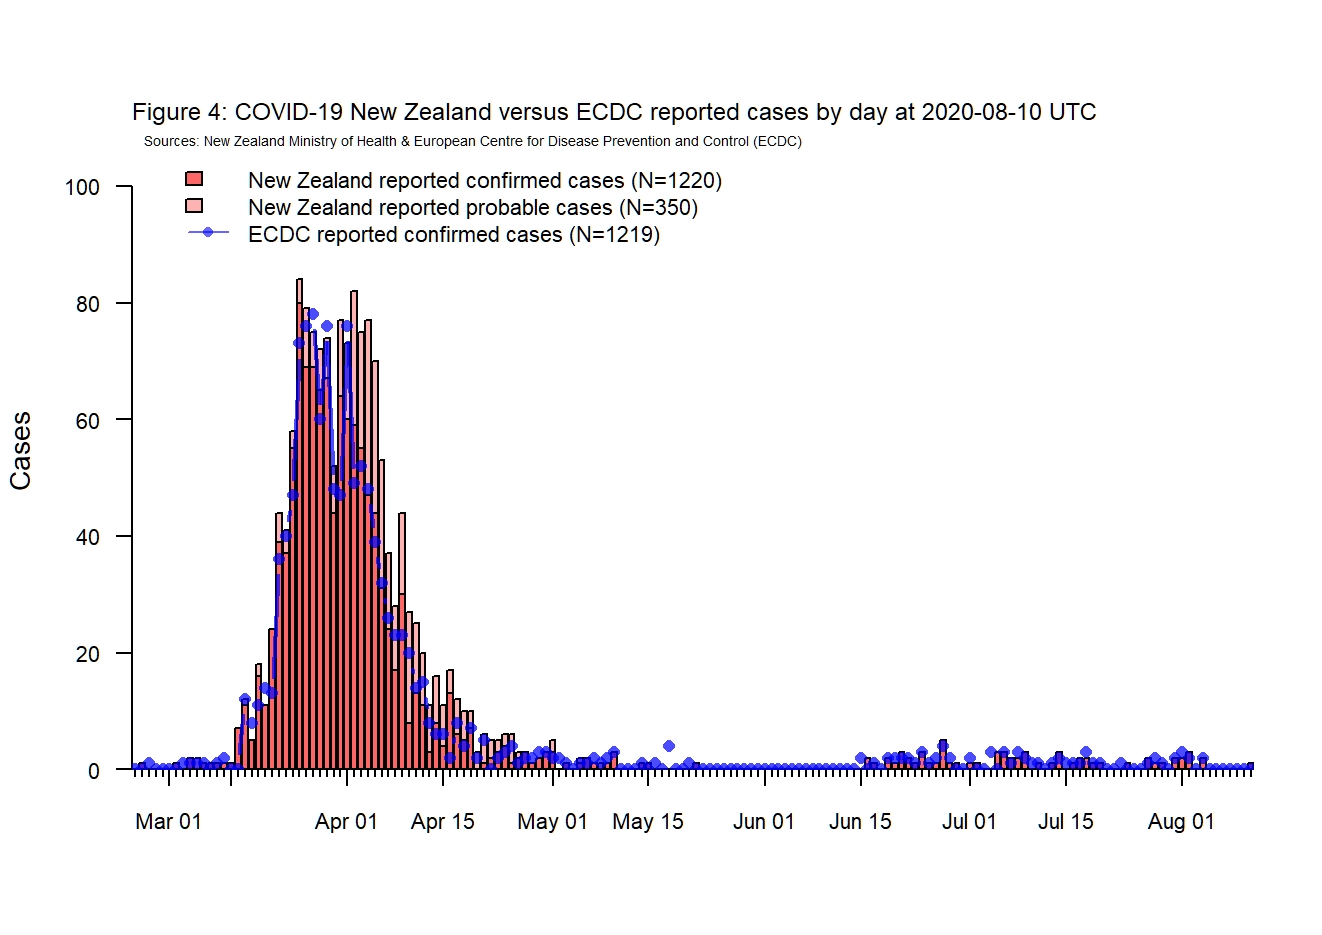 Figure 4: COVID-19 New Zealand versus ECDC reported cases by day at 2020-08-10 UTC
Sources: New Zealand Ministry of Health & European Centre for Disease Prevention and Control (ECDC)
New Zealand reported confirmed cases (N=1220)
New Zealand reported probable cases (N=350)
ECDC reported confirmed cases (N=1219)
100
80
60
40
20
0
Cases
Mar 01 Apr 01 Apr 15 May 01 May 15 Jun 01 Jun 15 Jul 01 Jul 15 Aug 01